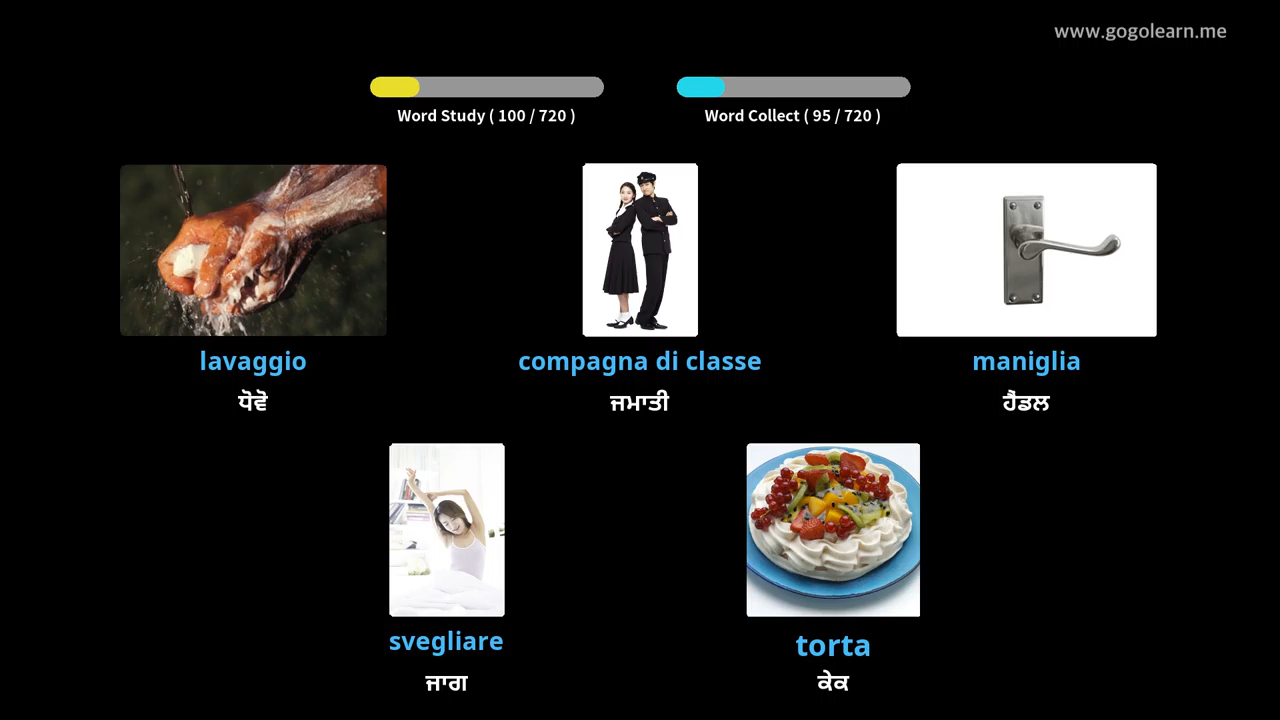 www.gogolearn.me
Word Study ( 100 / 720 )
Word Collect ( 95 / 720 )
lavaggio
compagna di classe
maniglia
ਧੋਵੋ
ਜਮਾਤੀ
ਹੈਂਡਲ
svegliare
torta
ਜਾਗ
ਕੇਕ